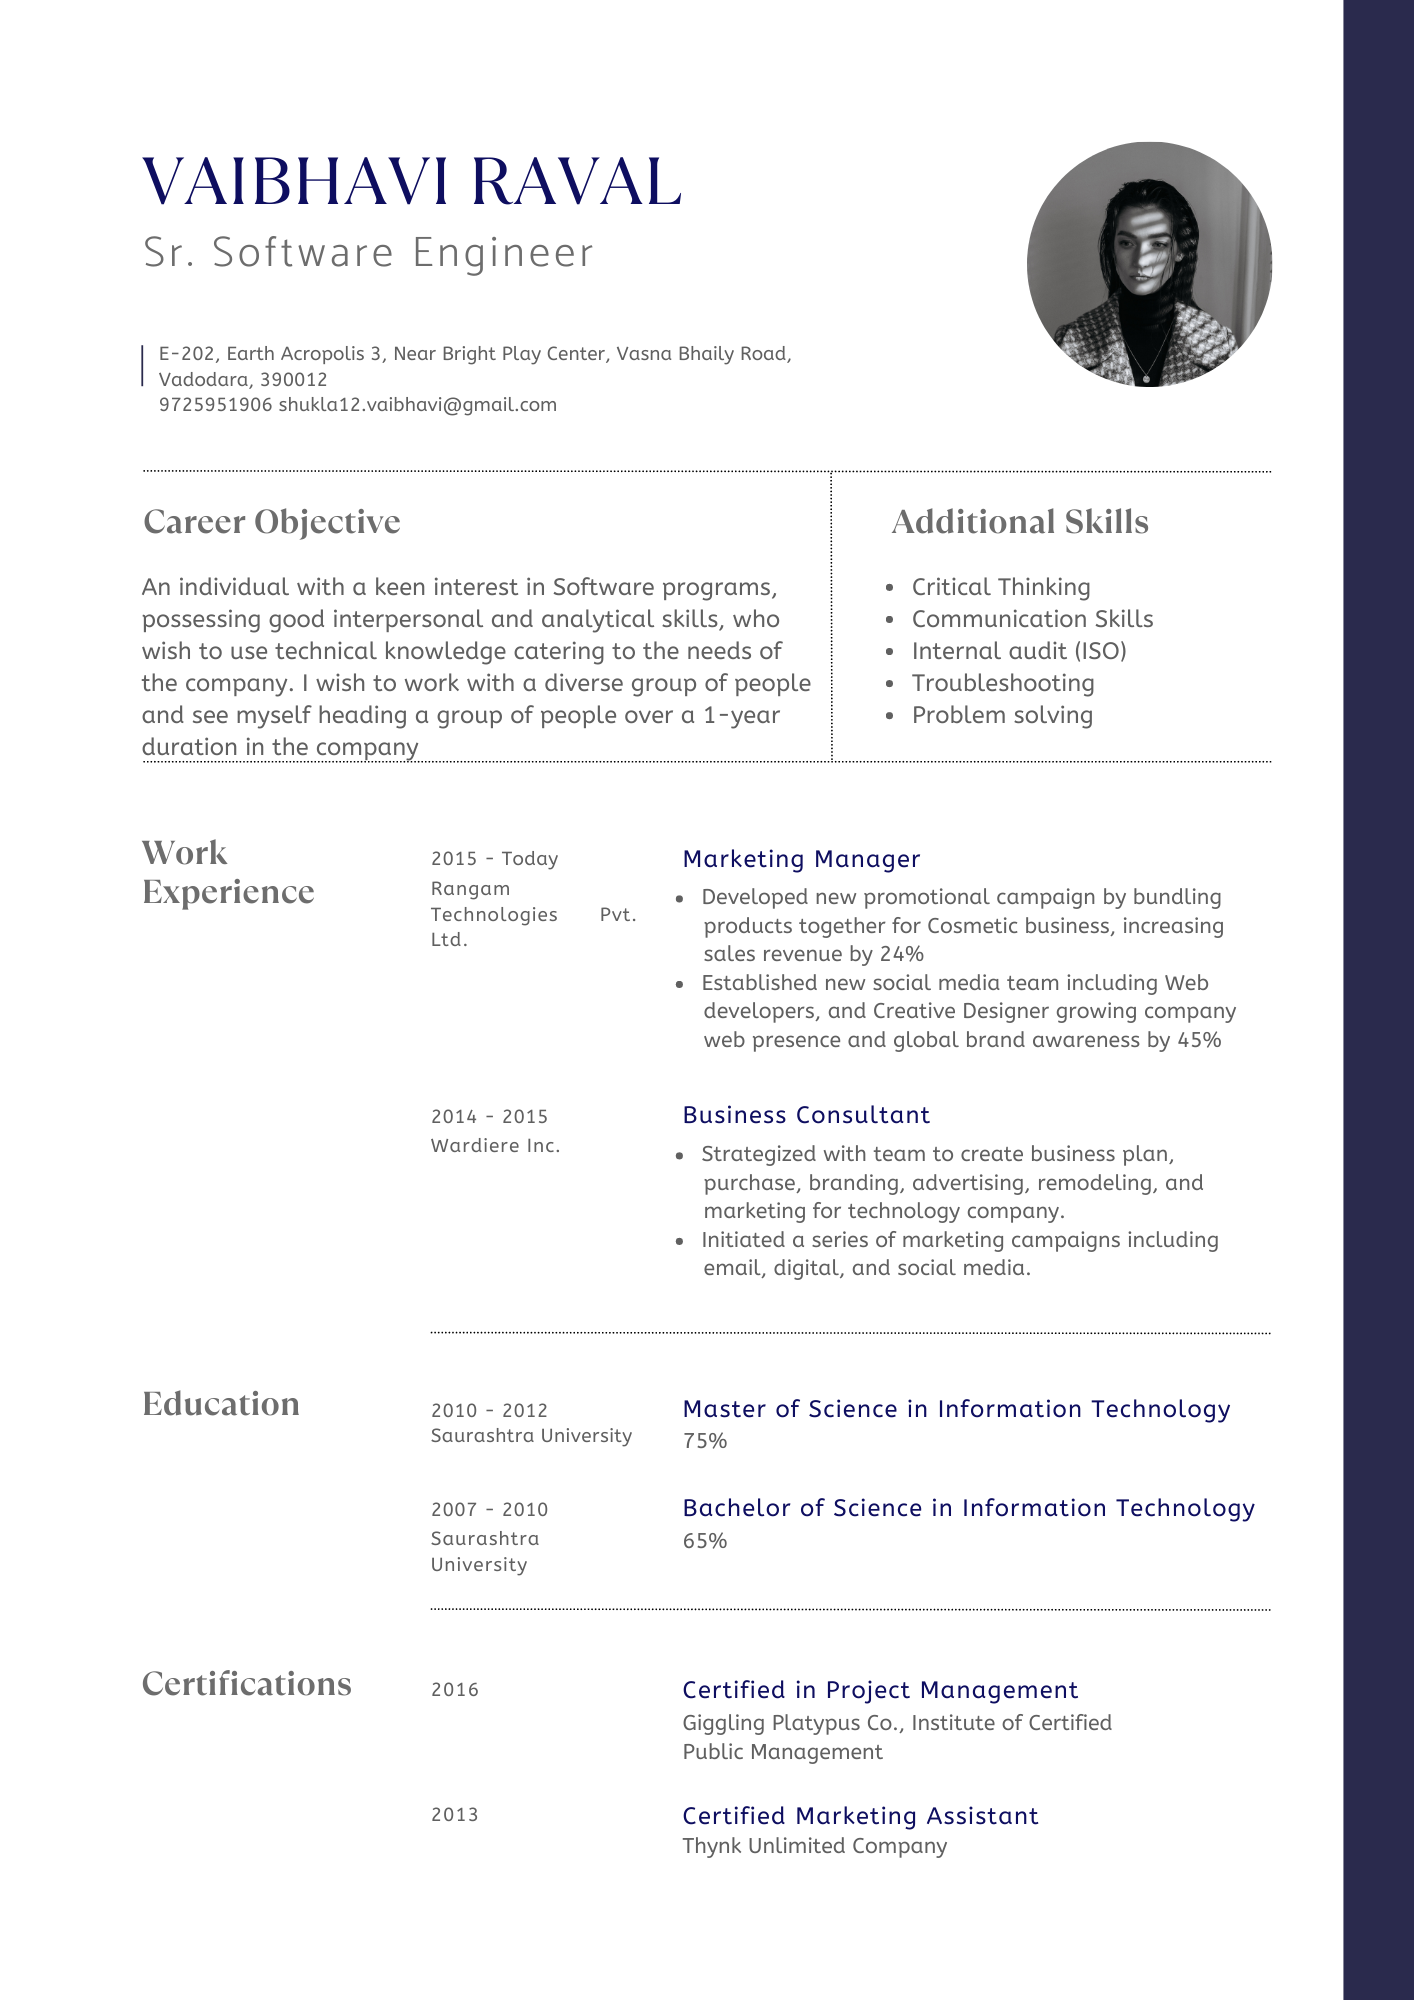 VAIBHAVI RAVAL
Sr. Software Engineer
E-202, Earth Acropolis 3, Near Bright Play Center, Vasna Bhaily Road,
Vadodara, 390012
9725951906 shukla12.vaibhavi@gmail.com
Career Objective
An individual with a keen interest in Software programs,
possessing good interpersonal and analytical skills, who
wish to use technical knowledge catering to the needs of
the company. I wish to work with a diverse group of people
and see myself heading a group of people over a 1-year
duration in the company
Additional Skills
• Critical Thinking
• Communication Skills
• Internal audit (ISO)
• Troubleshooting
• Problem solving
Work
Experience
2015 - Today
Rangam
Technologies Pvt.
Ltd.
Marketing Manager
• Developed new promotional campaign by bundling
products together for Cosmetic business, increasing
sales revenue by 24%
• Established new social media team including Web
developers, and Creative Designer growing company
web presence and global brand awareness by 45%
2014 - 2015
Wardiere Inc.
Business Consultant
• Strategized with team to create business plan,
purchase, branding, advertising, remodeling, and
marketing for technology company.
• Initiated a series of marketing campaigns including
email, digital, and social media.
Education
2010 - 2012
Saurashtra University
Master of Science in Information Technology
75%
2007 - 2010
Saurashtra
University
Bachelor of Science in Information Technology
65%
Certifications
2016
Certified in Project Management
Giggling Platypus Co., Institute of Certified
Public Management
2013
Certified Marketing Assistant
Thynk Unlimited Company